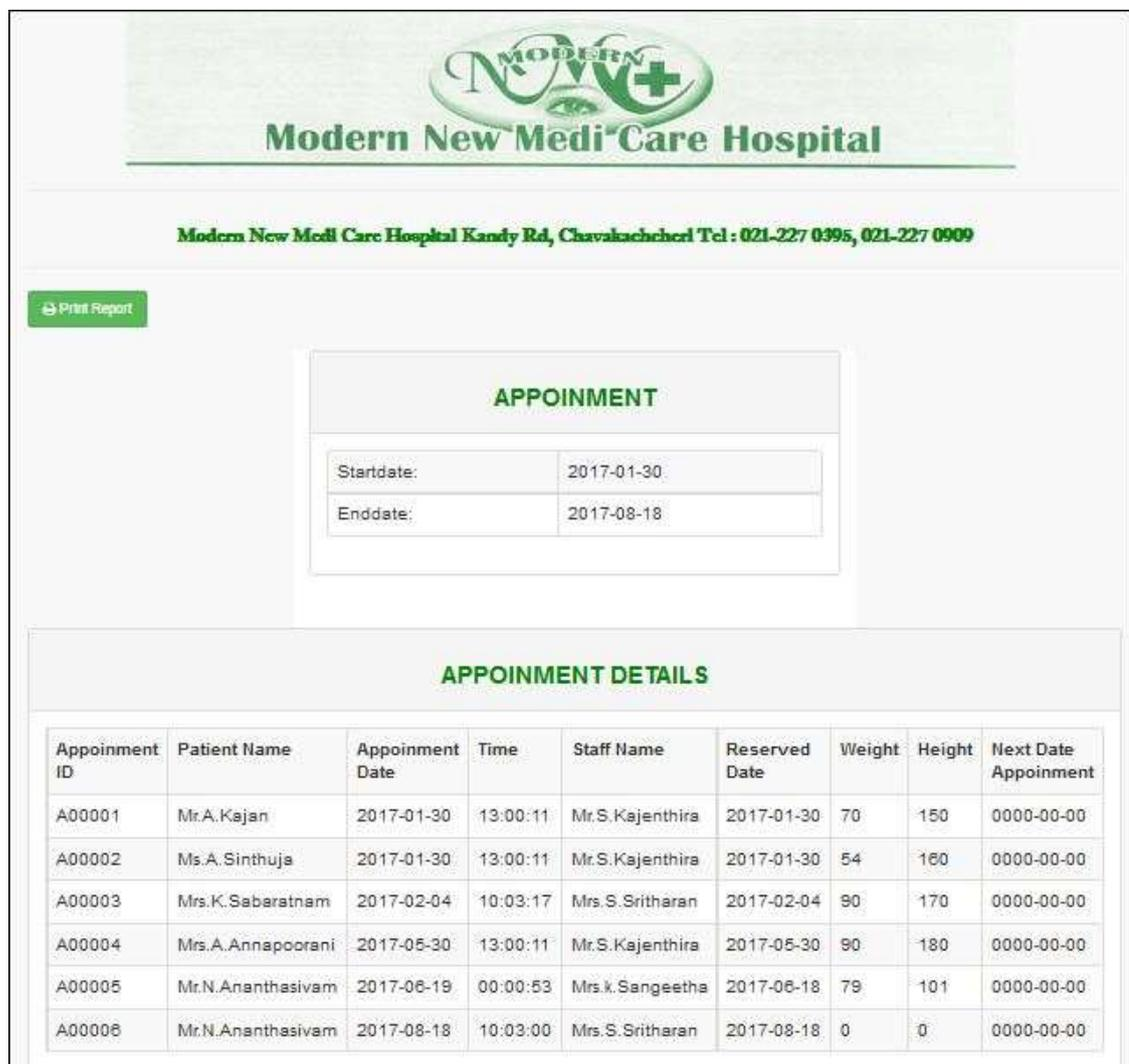 MODERN
Modern New Medi Care Hospital
Modern New Medi Care Hospital Kandy Rd, Chavakachcheri Tel : 021-227 0395, 021-227 0909
Print Report
APPOINMENT
Startdate: 2017-01-30
Enddate: 2017-08-18
APPOINMENT DETAILS
Appoinment ID Patient Name Appoinment Date Time Staff Name Reserved Date Weight Height Next Date Appoinment
A00001 Mr.A.Kajan 2017-01-30 13:00:11 Mr.S.Kajenthira 2017-01-30 70 150 0000-00-00
A00002 Ms.A.Sinthuja 2017-01-30 13:00:11 Mr.S.Kajenthira 2017-01-30 54 160 0000-00-00
A00003 Mrs.K.Sabaratnam 2017-02-04 10:03:17 Mrs.S.Sritharan 2017-02-04 90 170 0000-00-00
A00004 Mrs.A.Annapoorani 2017-05-30 13:00:11 Mr.S.Kajenthira 2017-05-30 90 180 0000-00-00
A00005 Mr.N.Ananthasivam 2017-06-19 00:00:53 Mrs.k.Sangeetha 2017-06-18 79 101 0000-00-00
A00006 Mr.N.Ananthasivam 2017-08-18 10:03:00 Mrs.S.Sritharan 2017-08-18 0 0 0000-00-00